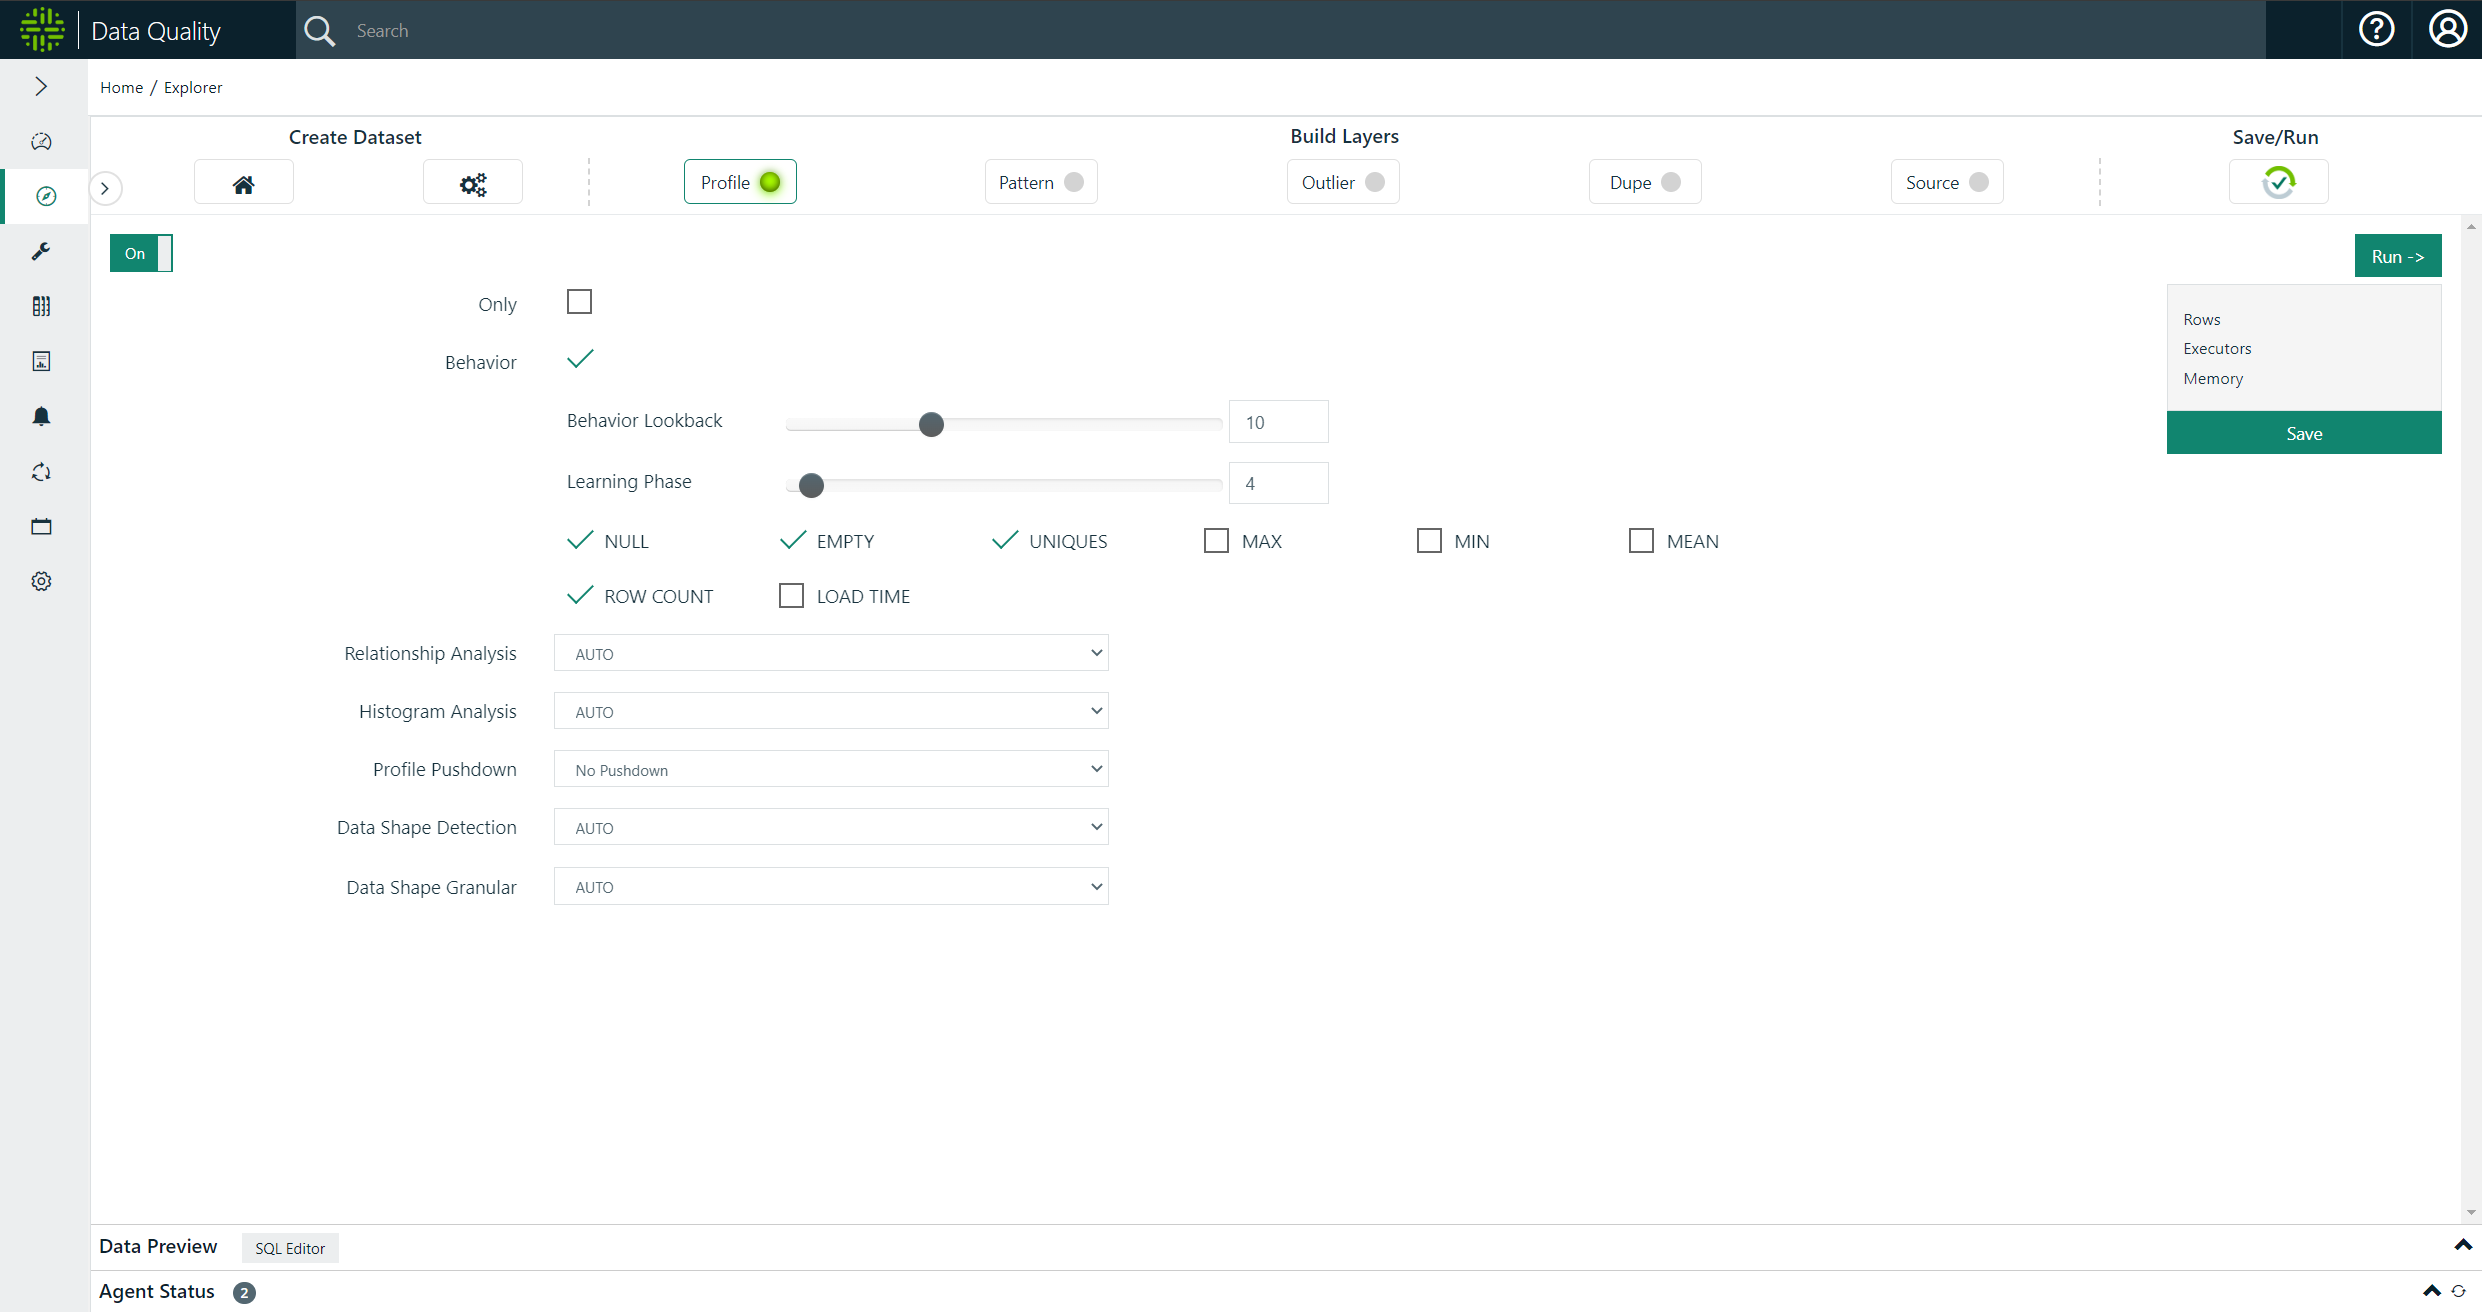 Data Quality
Search
Home / Explorer
Create Dataset
Build Layers
Save/Run
Profile
Pattern
Outlier
Dupe
Source
On
Run ->
Only
Rows
Executors
Memory
Save
Behavior
Behavior Lookback
10
Learning Phase
4
NULL
EMPTY
UNIQUES
MAX
MIN
MEAN
ROW COUNT
LOAD TIME
Relationship Analysis
AUTO
Histogram Analysis
AUTO
Profile Pushdown
No Pushdown
Data Shape Detection
AUTO
Data Shape Granular
AUTO
Data Preview
SQL Editor
Agent Status
2